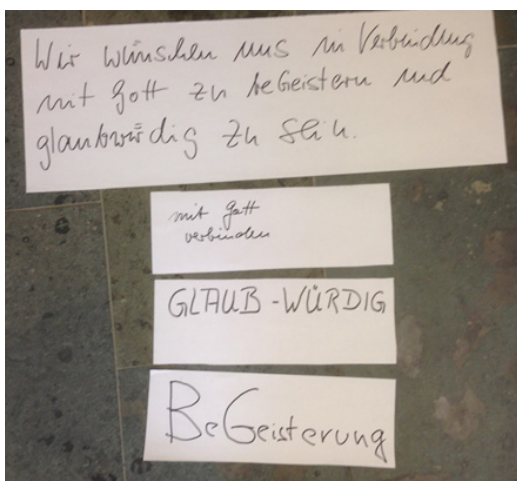 Wir wünschen uns in Verbindung
mit Gott zu beGeistern und
glaubwürdig zu sein.
mit Gott
verbinden
GLAUB-WÜRDIG
BeGeisterung